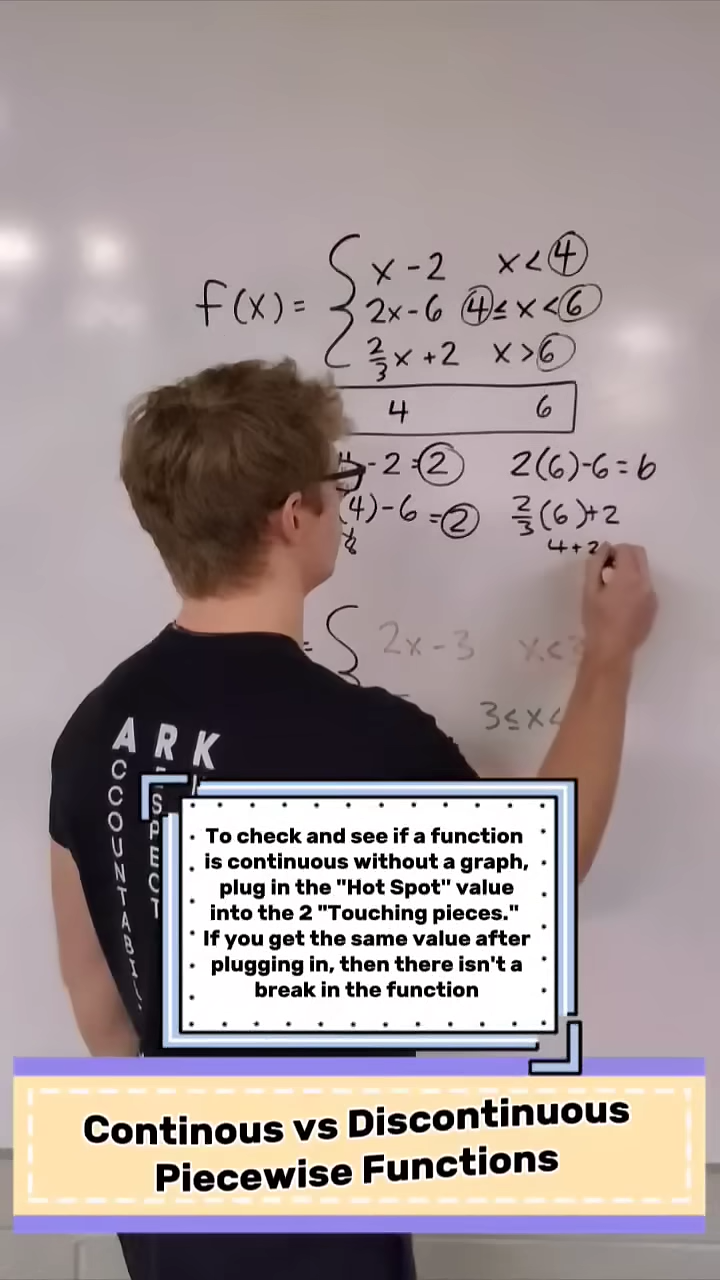 f(x) = { x - 2 x < 4
2x - 6 4 ≤ x < 6
2/3 x + 2 x > 6
4 6
- 2 = 2 2(6) - 6 = 6
(4) - 6 = 2 2/3 (6) + 2
4 + 2
= { 2x - 3 x < 3
3 ≤ x <
ARK
ACCOUNTABIL
To check and see if a function
is continuous without a graph,
plug in the "Hot Spot" value
into the 2 "Touching pieces."
If you get the same value after
plugging in, then there isn't a
break in the function
Continous vs Discontinuous
Piecewise Functions